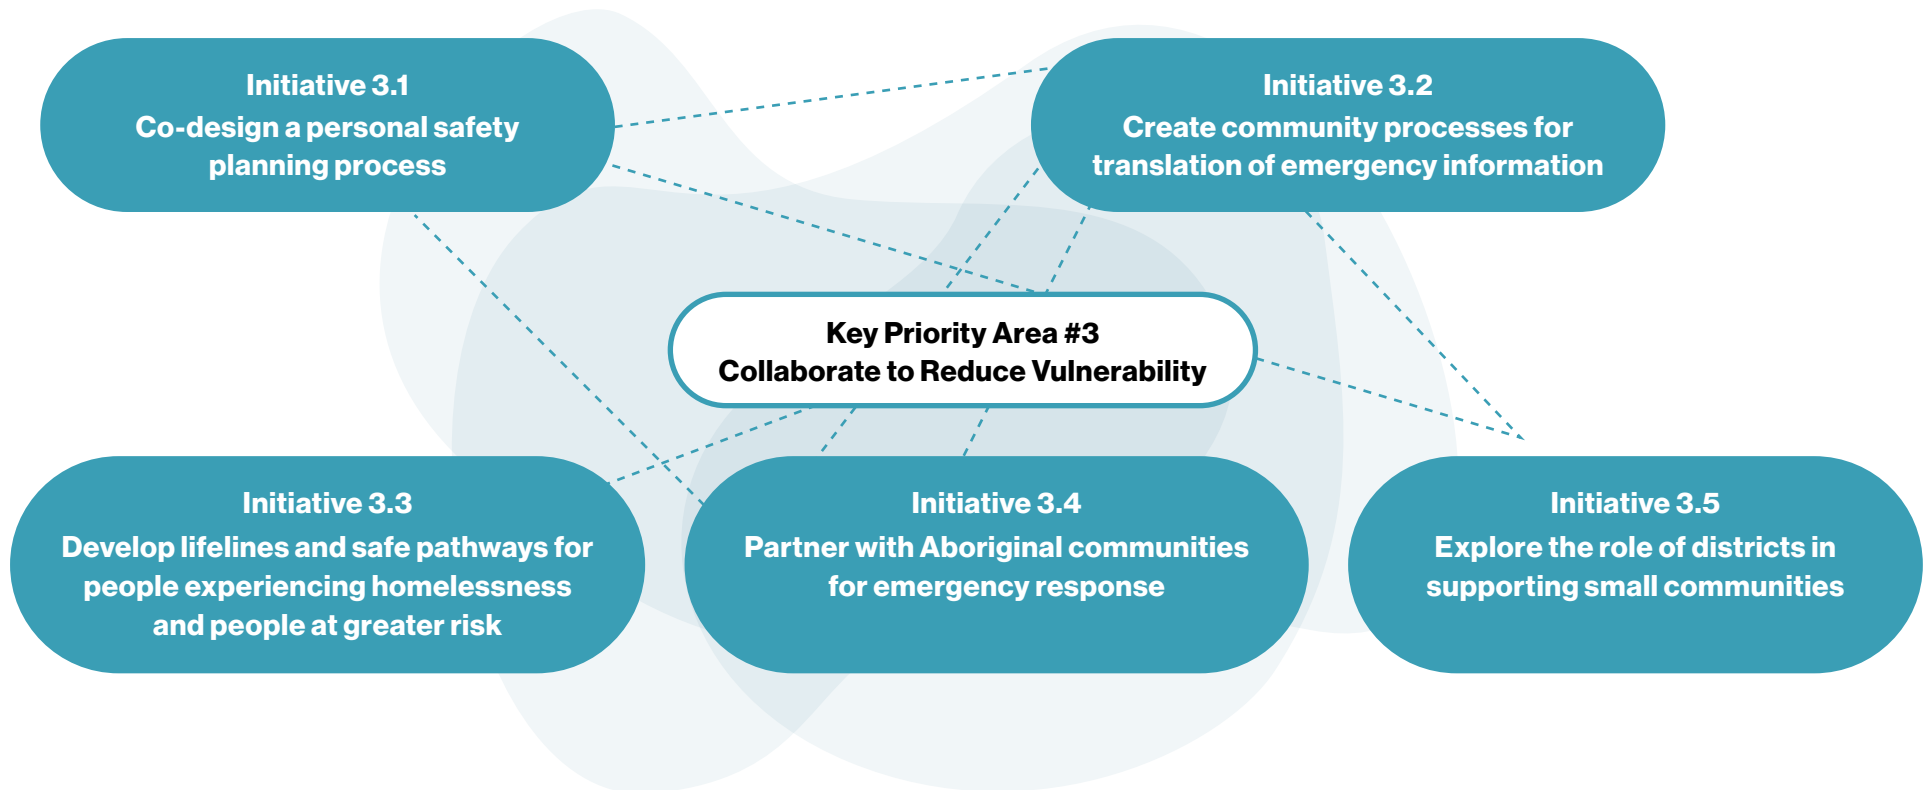 Initiative 3.1
Co-design a personal safety
planning process
Initiative 3.2
Create community processes for
translation of emergency information
Key Priority Area #3
Collaborate to Reduce Vulnerability
Initiative 3.3
Develop lifelines and safe pathways for
people experiencing homelessness
and people at greater risk
Initiative 3.4
Partner with Aboriginal communities
for emergency response
Initiative 3.5
Explore the role of districts in
supporting small communities